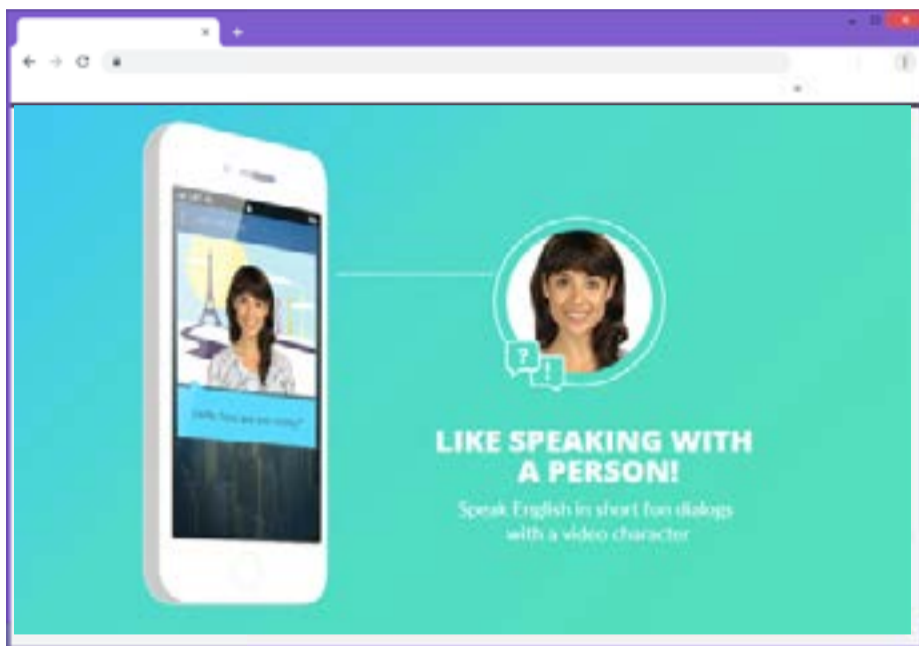 ?
!
LIKE SPEAKING WITH
A PERSON!
Speak English in short fun dialogs
with a video character